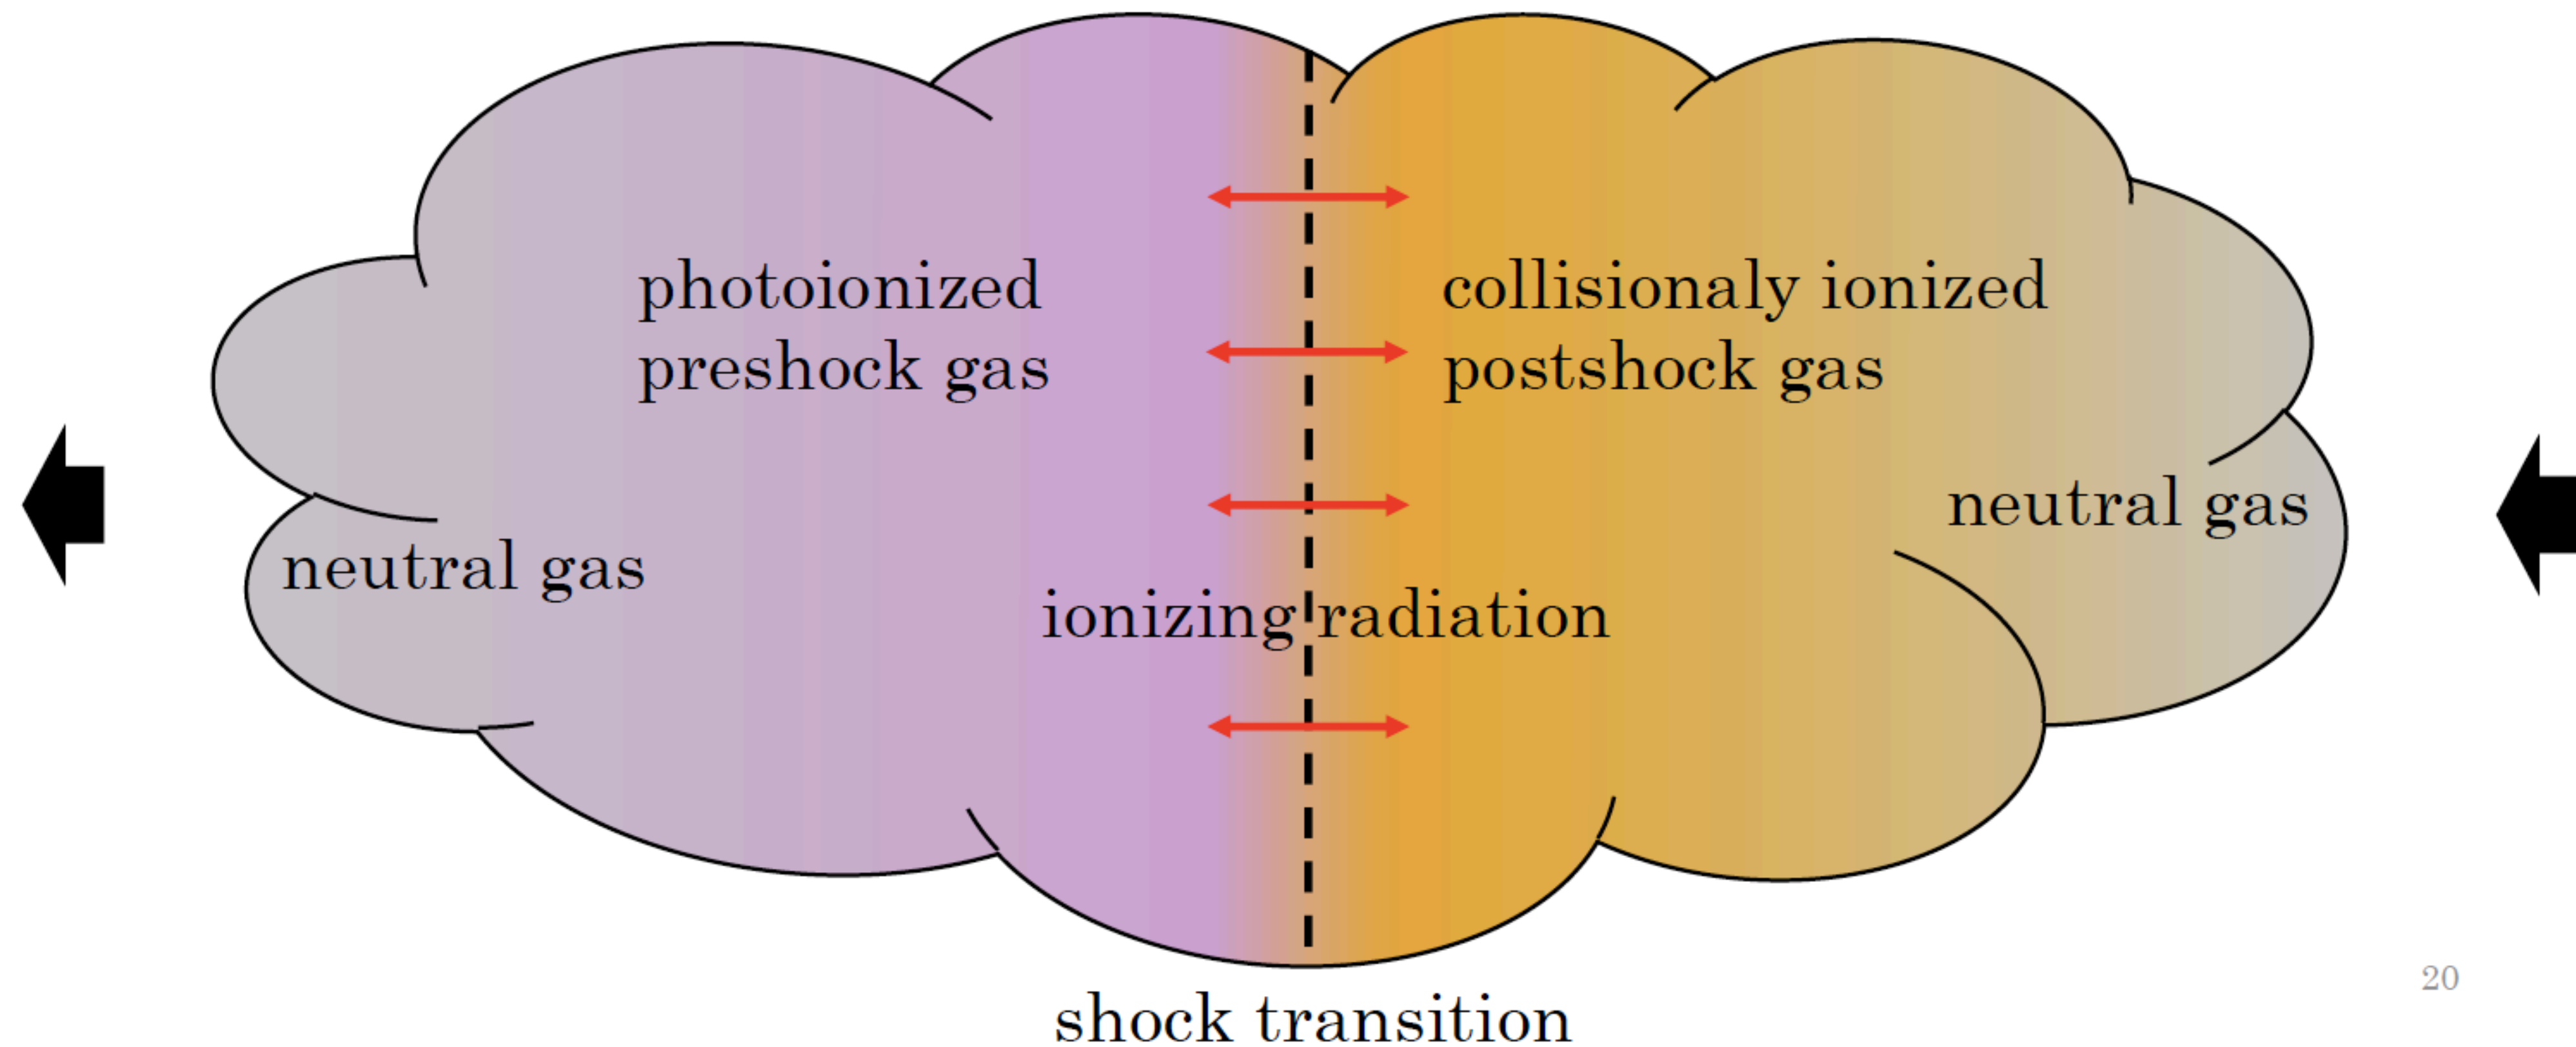 photoionized
preshock gas
collisionaly ionized
postshock gas
neutral gas
neutral gas
ionizing radiation
20
shock transition